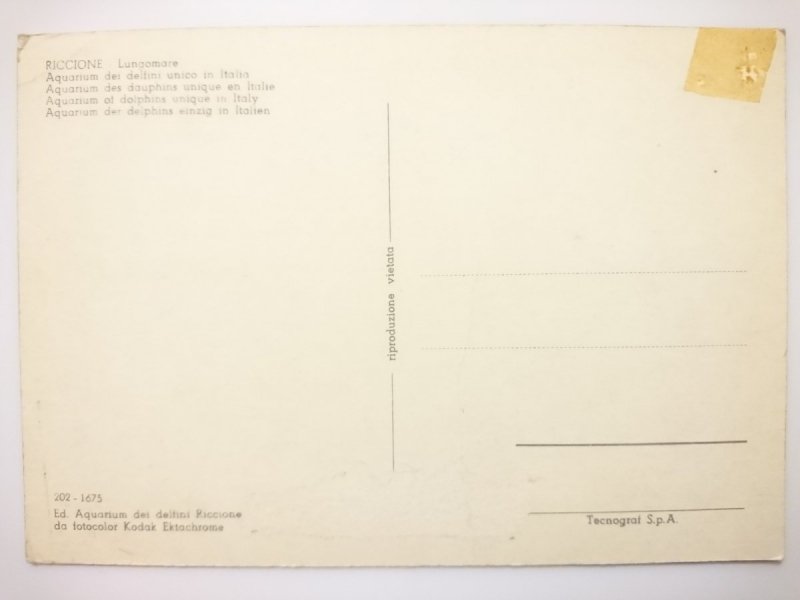 RICCIONE Lungomare
Aquarium dei delfini unico in Italia
Aquarium des dauphins unique en Italie
Aquarium of dolphins unique in Italy
Aquarium der delphins einzig in Italien
riproduzione vietata
202 - 1675
Ed. Aquarium dei delfini Riccione
da fotocolor Kodak Ektachrome
Tecnograf S.p.A.